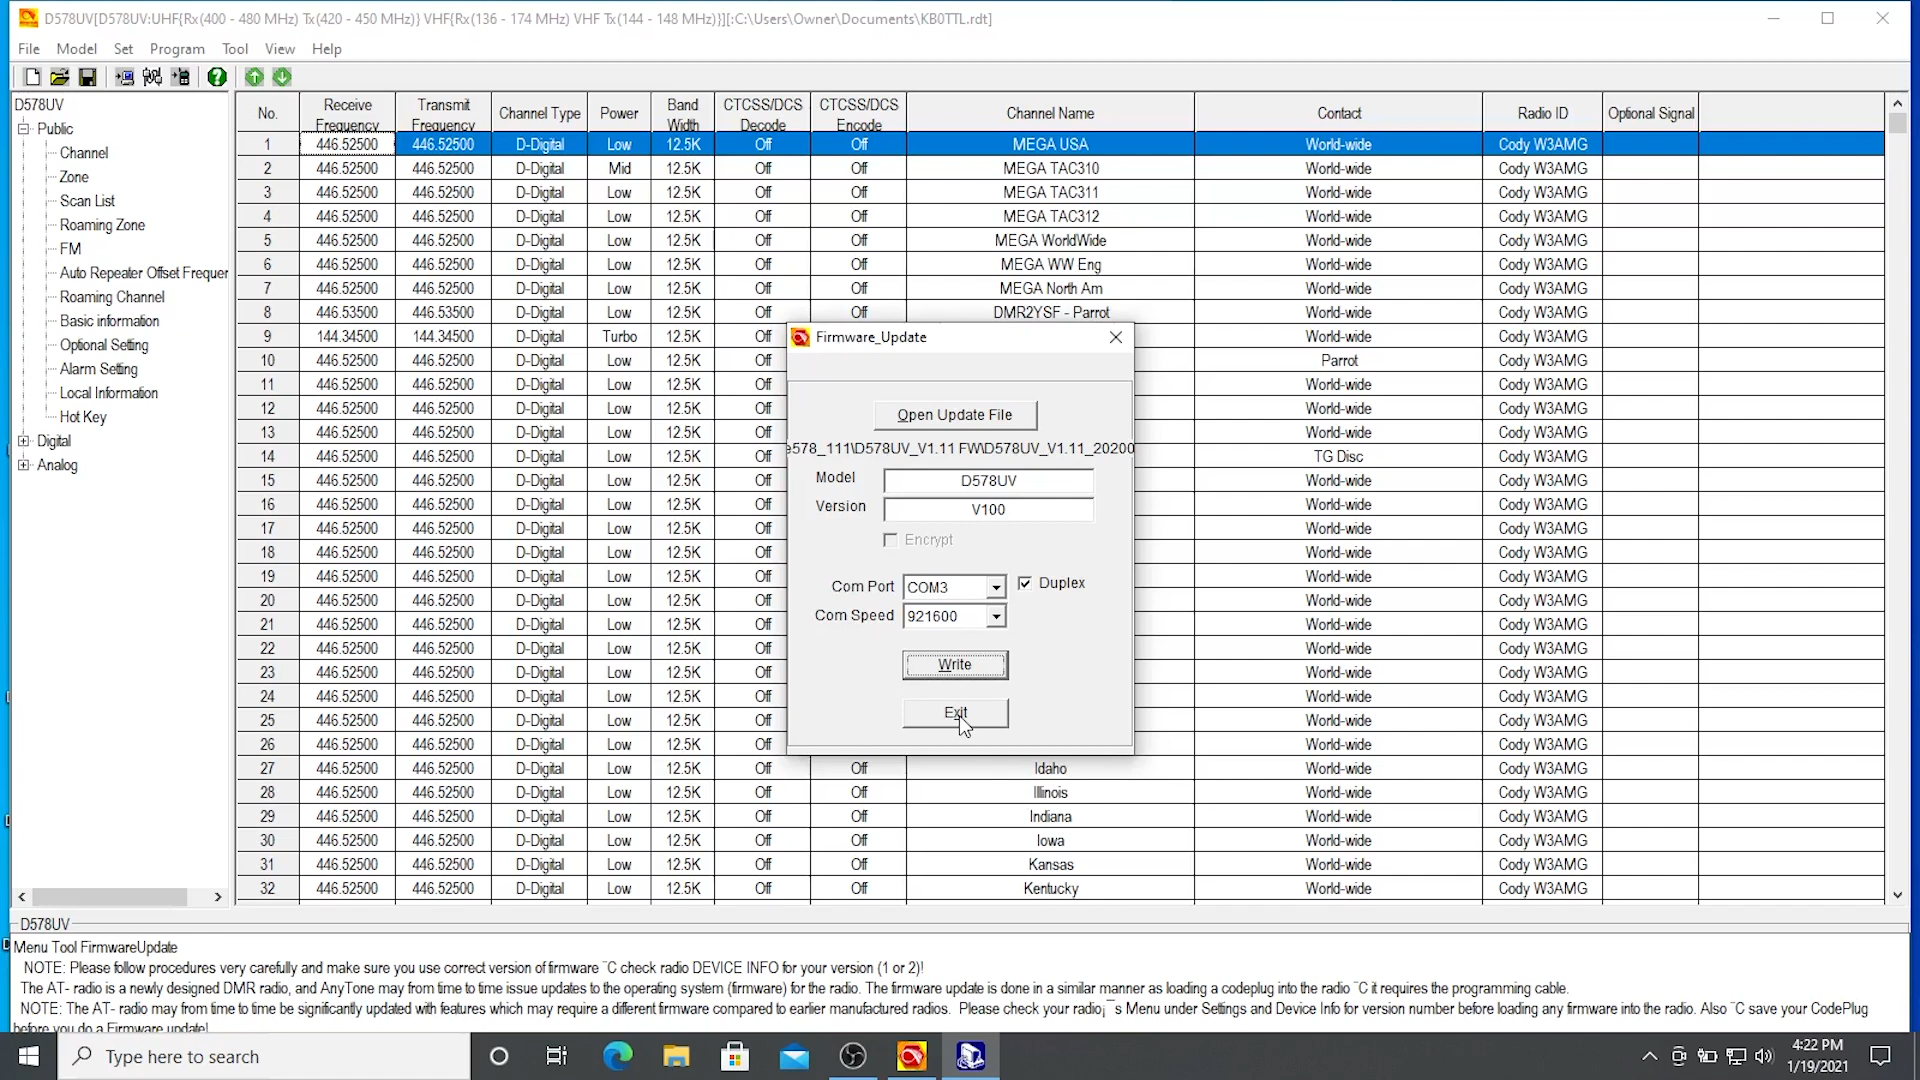 D578UV[D578UV:UHF{Rx(400 - 480 MHz) Tx(420 - 450 MHz)} VHF{Rx(136 - 174 MHz) VHF Tx(144 - 148 MHz)}][:C:\Users\Owner\Documents\KB0TTL.rdt]
File Model Set Program Tool View Help
D578UV
Public
Channel
Zone
Scan List
Roaming Zone
FM
Auto Repeater Offset Frequer
Roaming Channel
Basic information
Optional Setting
Alarm Setting
Local Information
Hot Key
Digital
Analog
No. Receive Frequency Transmit Frequency Channel Type Power Band Width CTCSS/DCS Decode CTCSS/DCS Encode Channel Name Contact Radio ID Optional Signal
1 446.52500 446.52500 D-Digital Low 12.5K Off Off MEGA USA World-wide Cody W3AMG
2 446.52500 446.52500 D-Digital Mid 12.5K Off Off MEGA TAC310 World-wide Cody W3AMG
3 446.52500 446.52500 D-Digital Low 12.5K Off Off MEGA TAC311 World-wide Cody W3AMG
4 446.52500 446.52500 D-Digital Low 12.5K Off Off MEGA TAC312 World-wide Cody W3AMG
5 446.52500 446.52500 D-Digital Low 12.5K Off Off MEGA WorldWide World-wide Cody W3AMG
6 446.52500 446.52500 D-Digital Low 12.5K Off Off MEGA WW Eng World-wide Cody W3AMG
7 446.52500 446.52500 D-Digital Low 12.5K Off Off MEGA North Am World-wide Cody W3AMG
8 446.53500 446.53500 D-Digital Low 12.5K Off Off DMR2YSF - Parrot World-wide Cody W3AMG
9 144.34500 144.34500 D-Digital Turbo 12.5K Off World-wide Cody W3AMG
10 446.52500 446.52500 D-Digital Low 12.5K Off Parrot Cody W3AMG
11 446.52500 446.52500 D-Digital Low 12.5K Off World-wide Cody W3AMG
12 446.52500 446.52500 D-Digital Low 12.5K Off World-wide Cody W3AMG
13 446.52500 446.52500 D-Digital Low 12.5K Off World-wide Cody W3AMG
14 446.52500 446.52500 D-Digital Low 12.5K Off TG Disc Cody W3AMG
15 446.52500 446.52500 D-Digital Low 12.5K Off World-wide Cody W3AMG
16 446.52500 446.52500 D-Digital Low 12.5K Off World-wide Cody W3AMG
17 446.52500 446.52500 D-Digital Low 12.5K Off World-wide Cody W3AMG
18 446.52500 446.52500 D-Digital Low 12.5K Off World-wide Cody W3AMG
19 446.52500 446.52500 D-Digital Low 12.5K Off World-wide Cody W3AMG
20 446.52500 446.52500 D-Digital Low 12.5K Off World-wide Cody W3AMG
21 446.52500 446.52500 D-Digital Low 12.5K Off World-wide Cody W3AMG
22 446.52500 446.52500 D-Digital Low 12.5K Off World-wide Cody W3AMG
23 446.52500 446.52500 D-Digital Low 12.5K Off World-wide Cody W3AMG
24 446.52500 446.52500 D-Digital Low 12.5K Off World-wide Cody W3AMG
25 446.52500 446.52500 D-Digital Low 12.5K Off World-wide Cody W3AMG
26 446.52500 446.52500 D-Digital Low 12.5K Off World-wide Cody W3AMG
27 446.52500 446.52500 D-Digital Low 12.5K Off Off Idaho World-wide Cody W3AMG
28 446.52500 446.52500 D-Digital Low 12.5K Off Off Illinois World-wide Cody W3AMG
29 446.52500 446.52500 D-Digital Low 12.5K Off Off Indiana World-wide Cody W3AMG
30 446.52500 446.52500 D-Digital Low 12.5K Off Off Iowa World-wide Cody W3AMG
31 446.52500 446.52500 D-Digital Low 12.5K Off Off Kansas World-wide Cody W3AMG
32 446.52500 446.52500 D-Digital Low 12.5K Off Off Kentucky World-wide Cody W3AMG
Firmware_Update
Open Update File
e578_111\D578UV_V1.11 FW\D578UV_V1.11_20200
Model D578UV
Version V100
Encrypt
Com Port COM3 Duplex
Com Speed 921600
Write
Exit
D578UV
Menu Tool FirmwareUpdate
NOTE: Please follow procedures very carefully and make sure you use correct version of firmware ¨C check radio DEVICE INFO for your version (1 or 2)!
The AT- radio is a newly designed DMR radio, and AnyTone may from time to time issue updates to the operating system (firmware) for the radio. The firmware update is done in a similar manner as loading a codeplug into the radio ¨C it requires the programming cable.
NOTE: The AT- radio may from time to time be significantly updated with features which may require a different firmware compared to earlier manufactured radios. Please check your radio¡¯s Menu under Settings and Device Info for version number before loading any firmware into the radio. Also ¨C save your CodePlug
before you do a Firmware update!
Type here to search
4:22 PM
1/19/2021